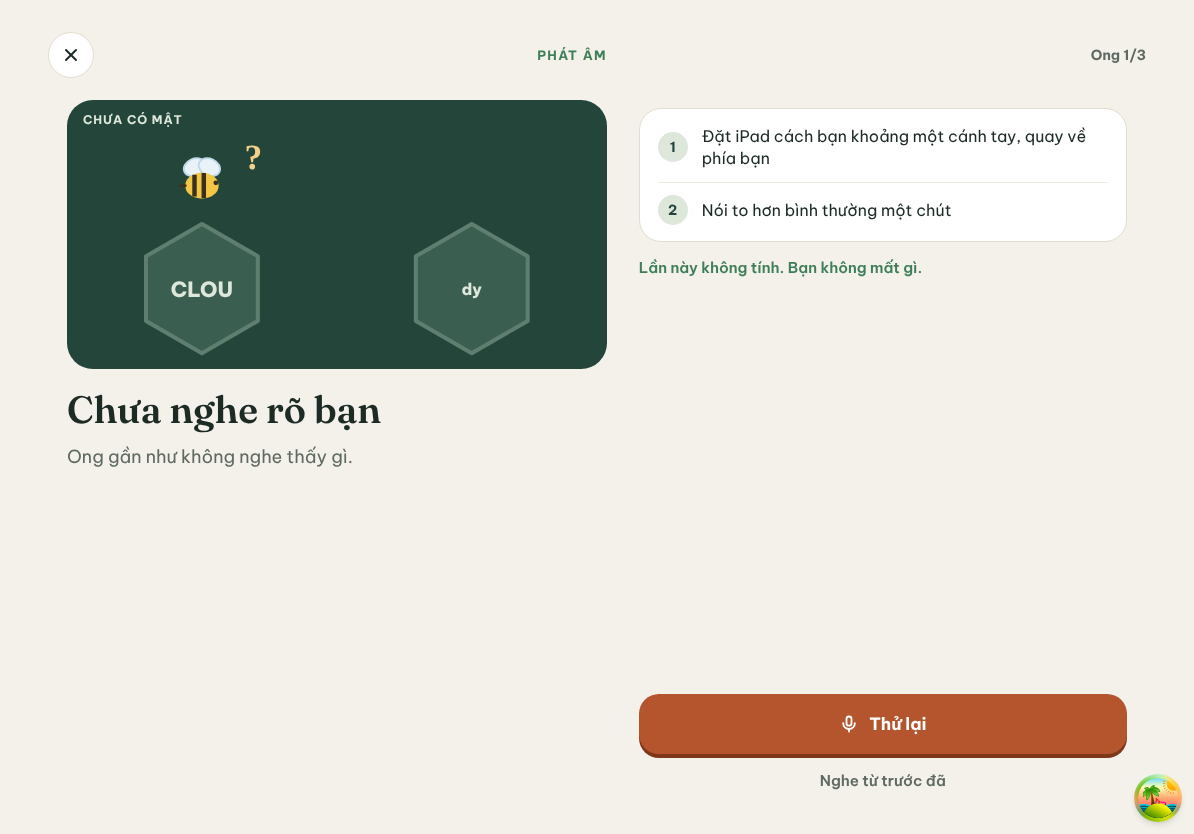 PHÁT ÂM
Ong 1/3
CHƯA CÓ MẬT
?
CLOU
dy
Chưa nghe rõ bạn
Ong gần như không nghe thấy gì.
1
Đặt iPad cách bạn khoảng một cánh tay, quay về
phía bạn
2
Nói to hơn bình thường một chút
Lần này không tính. Bạn không mất gì.
Thử lại
Nghe từ trước đã